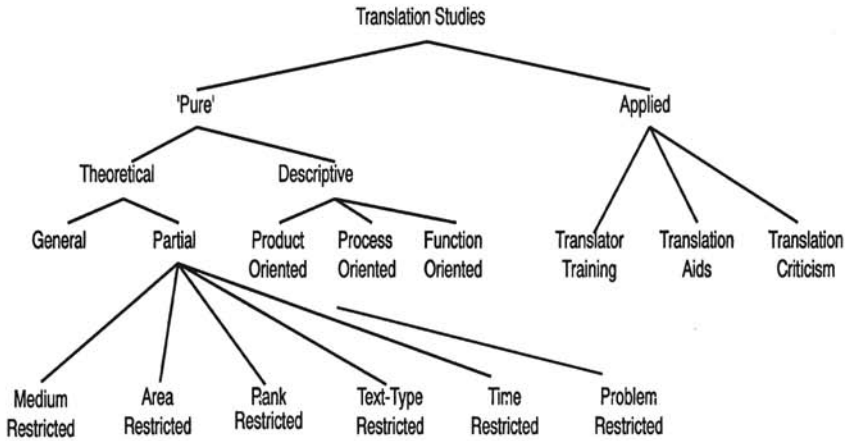 Translation Studies
'Pure' Applied
Theoretical Descriptive
General Partial Product Process Function Translator Translation Translation
Oriented Oriented Oriented Training Aids Criticism
Medium Area Rank Text-Type Time Problem
Restricted Restricted Restricted Restricted Restricted Restricted